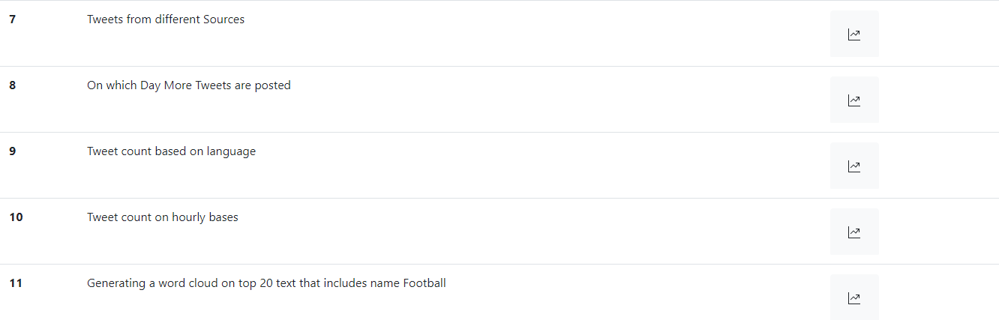 7 Tweets from different Sources
8 On which Day More Tweets are posted
9 Tweet count based on language
10 Tweet count on hourly bases
11 Generating a word cloud on top 20 text that includes name Football